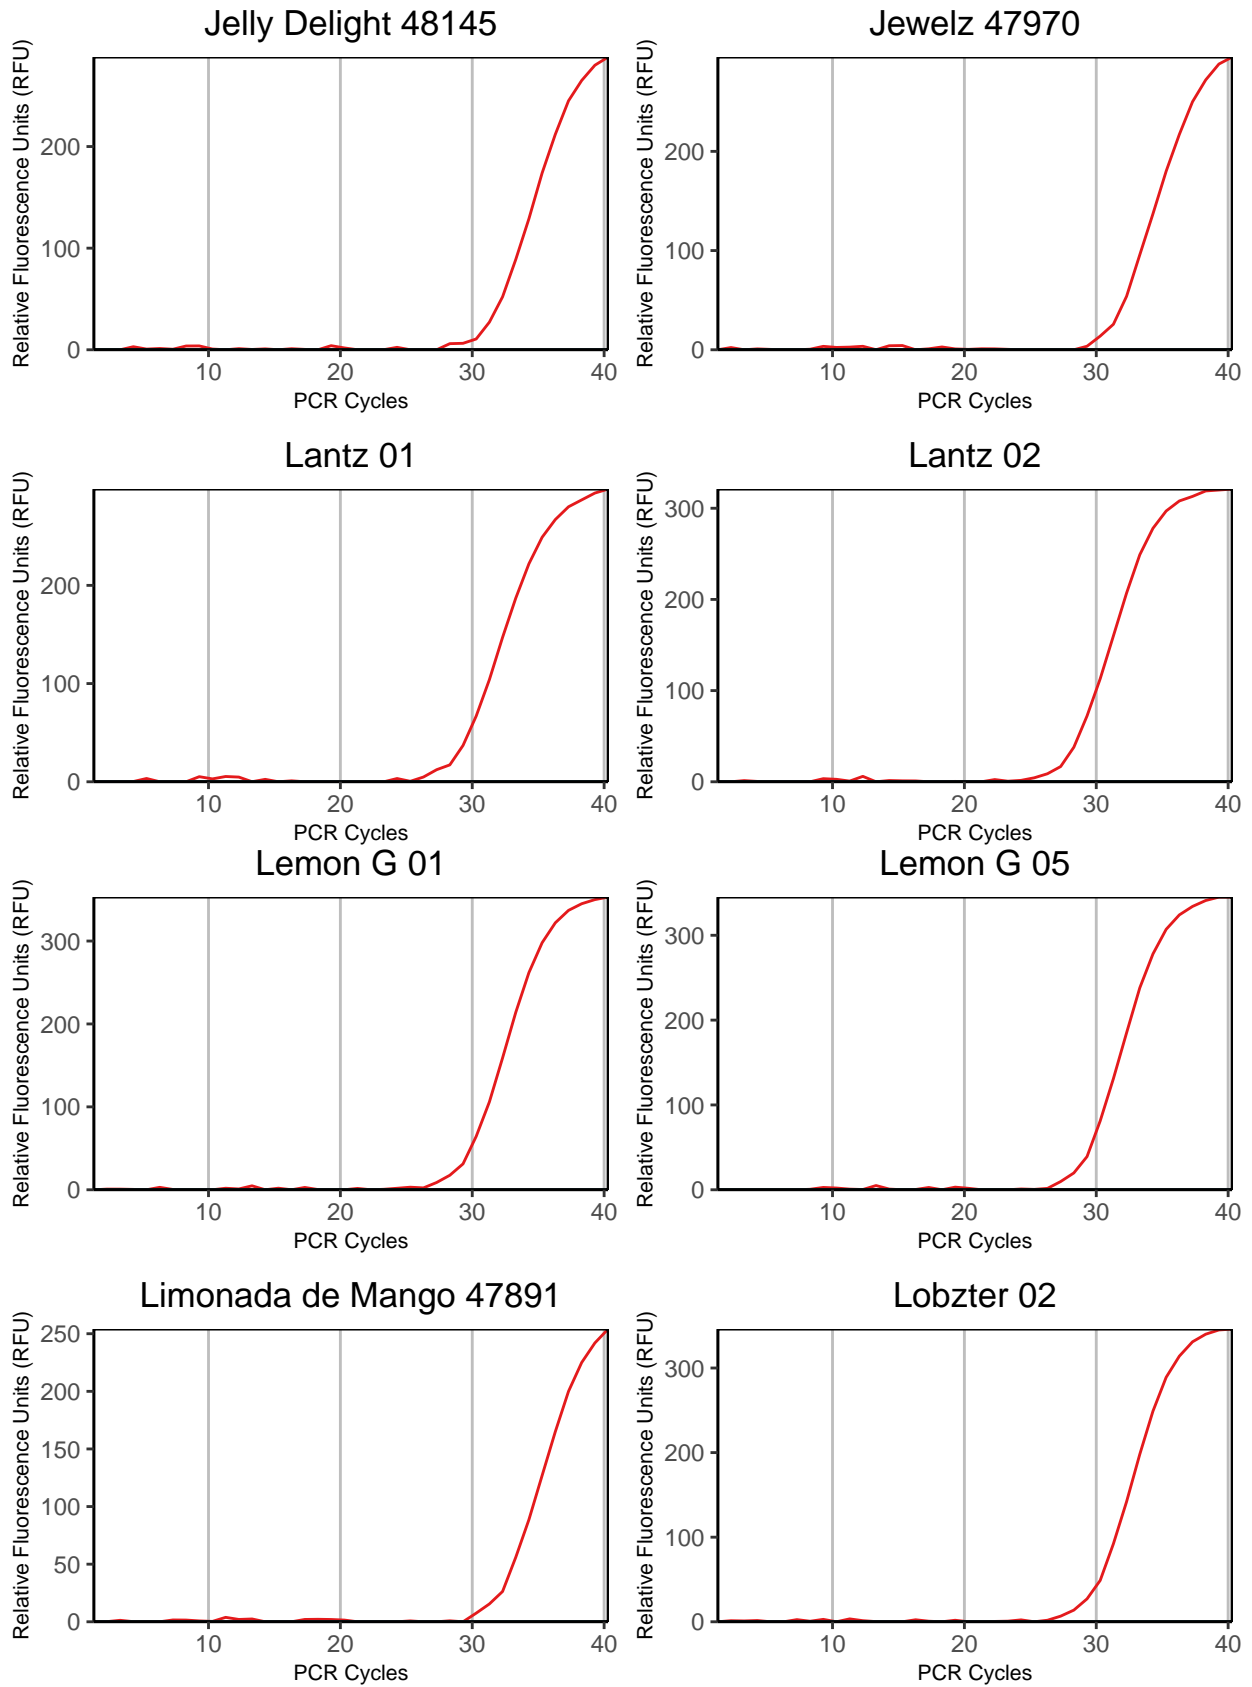 Jelly Delight 48145
Relative Fluorescence Units (RFU)
200
100
0
10 20 30 40
PCR Cycles
Jewelz 47970
Relative Fluorescence Units (RFU)
200
100
0
10 20 30 40
PCR Cycles
Lantz 01
Relative Fluorescence Units (RFU)
200
100
0
10 20 30 40
PCR Cycles
Lantz 02
Relative Fluorescence Units (RFU)
300
200
100
0
10 20 30 40
PCR Cycles
Lemon G 01
Relative Fluorescence Units (RFU)
300
200
100
0
10 20 30 40
PCR Cycles
Lemon G 05
Relative Fluorescence Units (RFU)
300
200
100
0
10 20 30 40
PCR Cycles
Limonada de Mango 47891
Relative Fluorescence Units (RFU)
250
200
150
100
50
0
10 20 30 40
PCR Cycles
Lobzter 02
Relative Fluorescence Units (RFU)
300
200
100
0
10 20 30 40
PCR Cycles